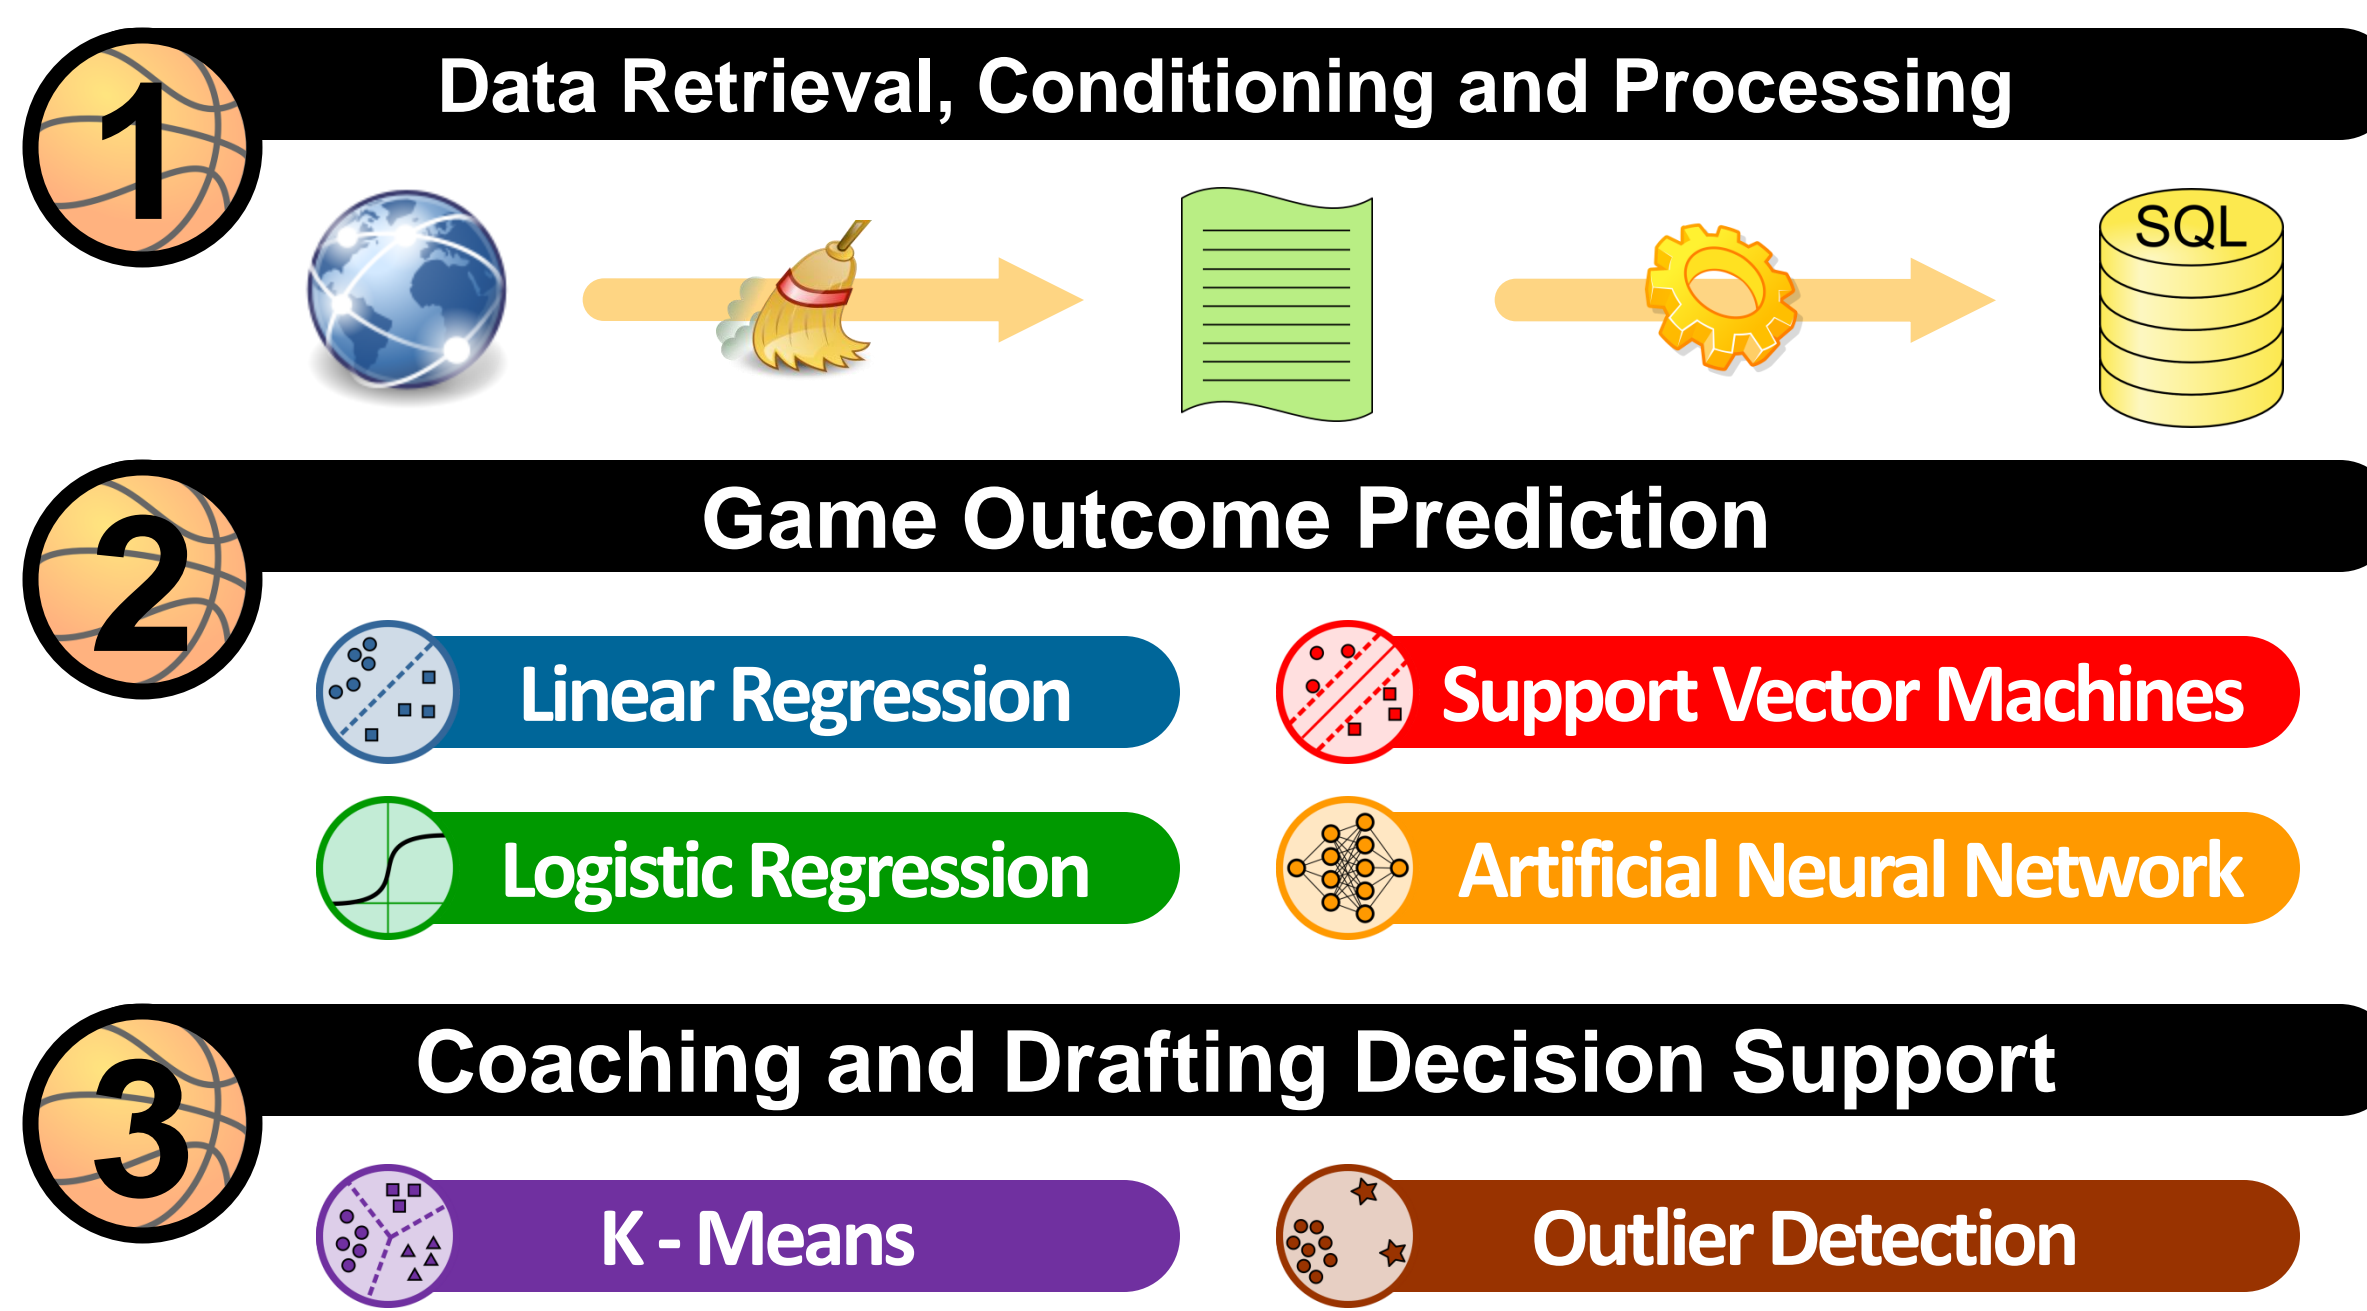 1
Data Retrieval, Conditioning and Processing
SQL
2
Game Outcome Prediction
Linear Regression
Support Vector Machines
Logistic Regression
Artificial Neural Network
3
Coaching and Drafting Decision Support
K - Means
Outlier Detection